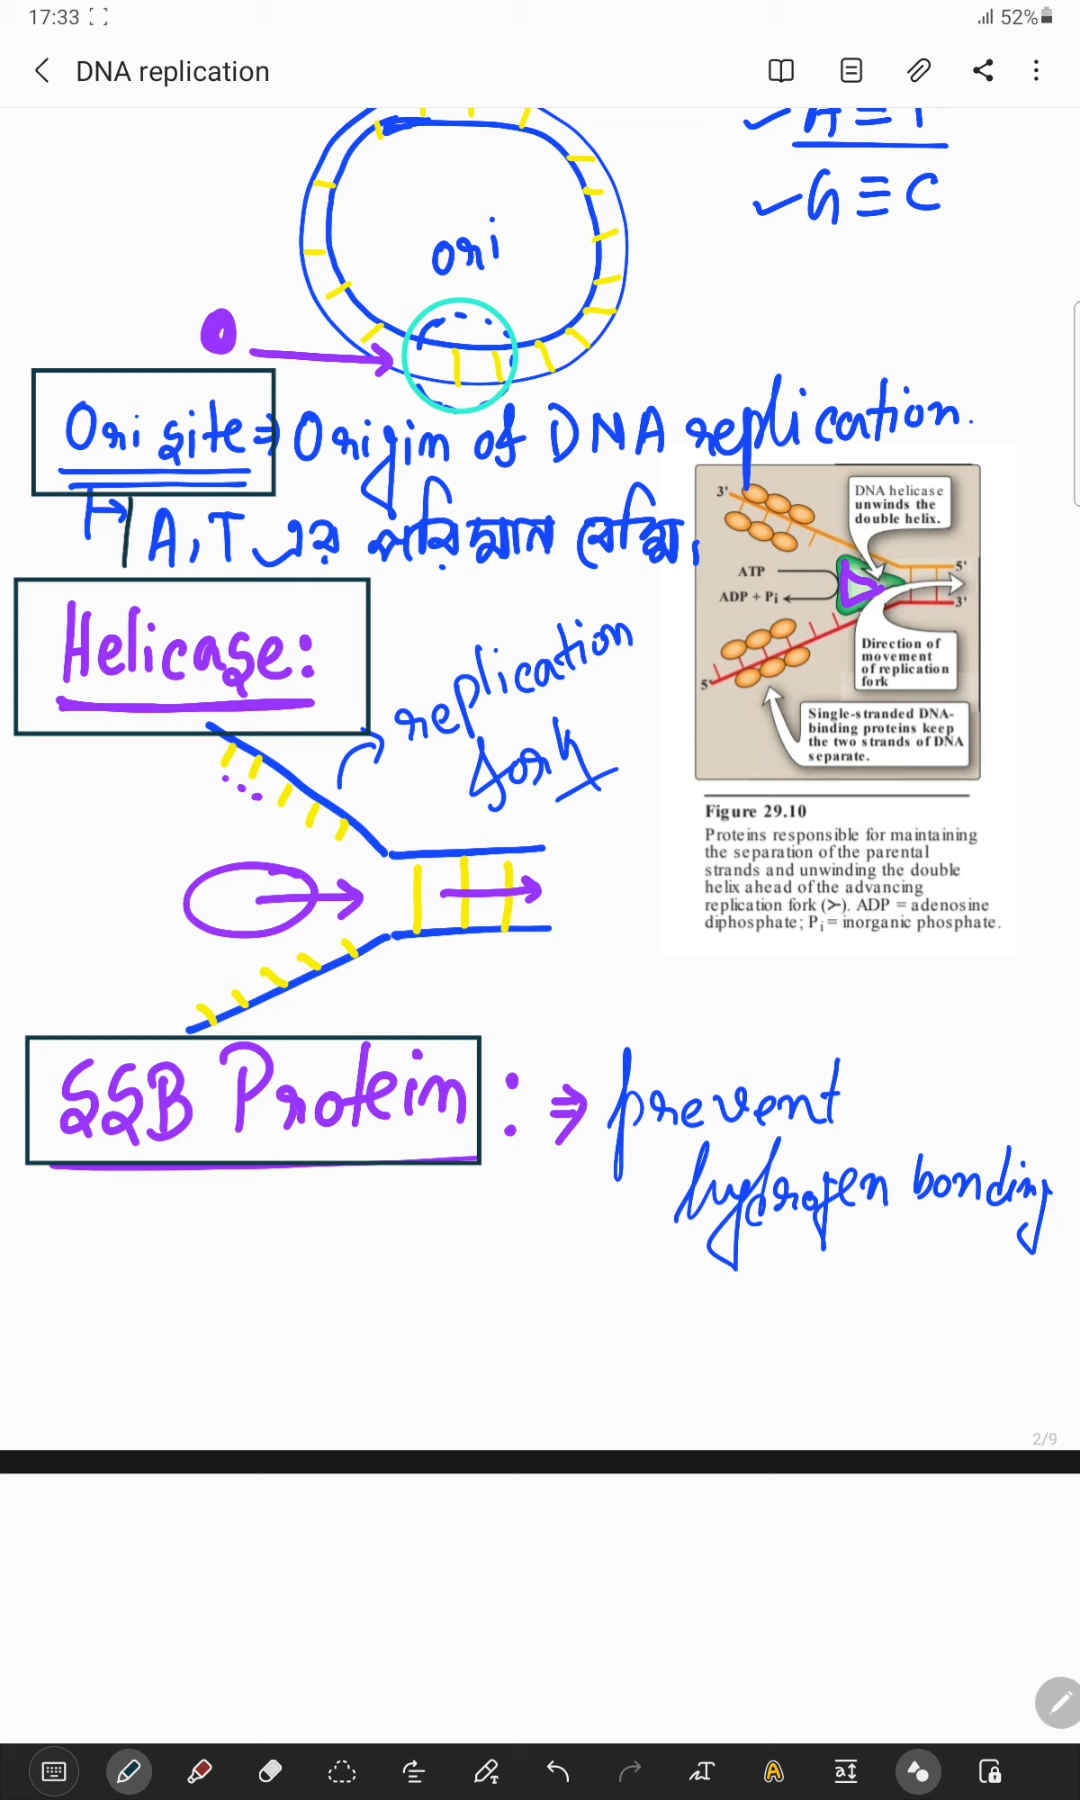 17:33
52%
DNA replication
G ≡ C
ori
Ori site ⇒ Origin of DNA replication.
A, T এর পরিমান বেশি।
3'
DNA helicase
unwinds the
double helix.
ATP
ADP + Pi
5'
3'
Direction of
movement
of replication
fork
5'
Single-stranded DNA-
binding proteins keep
the two strands of DNA
separate.
Figure 29.10
Proteins responsible for maintaining
the separation of the parental
strands and unwinding the double
helix ahead of the advancing
replication fork (>-). ADP = adenosine
diphosphate; Pi = inorganic phosphate.
Helicase:
replication
fork
SSB Protein : ⇒ prevent
hydrogen bonding
2/9